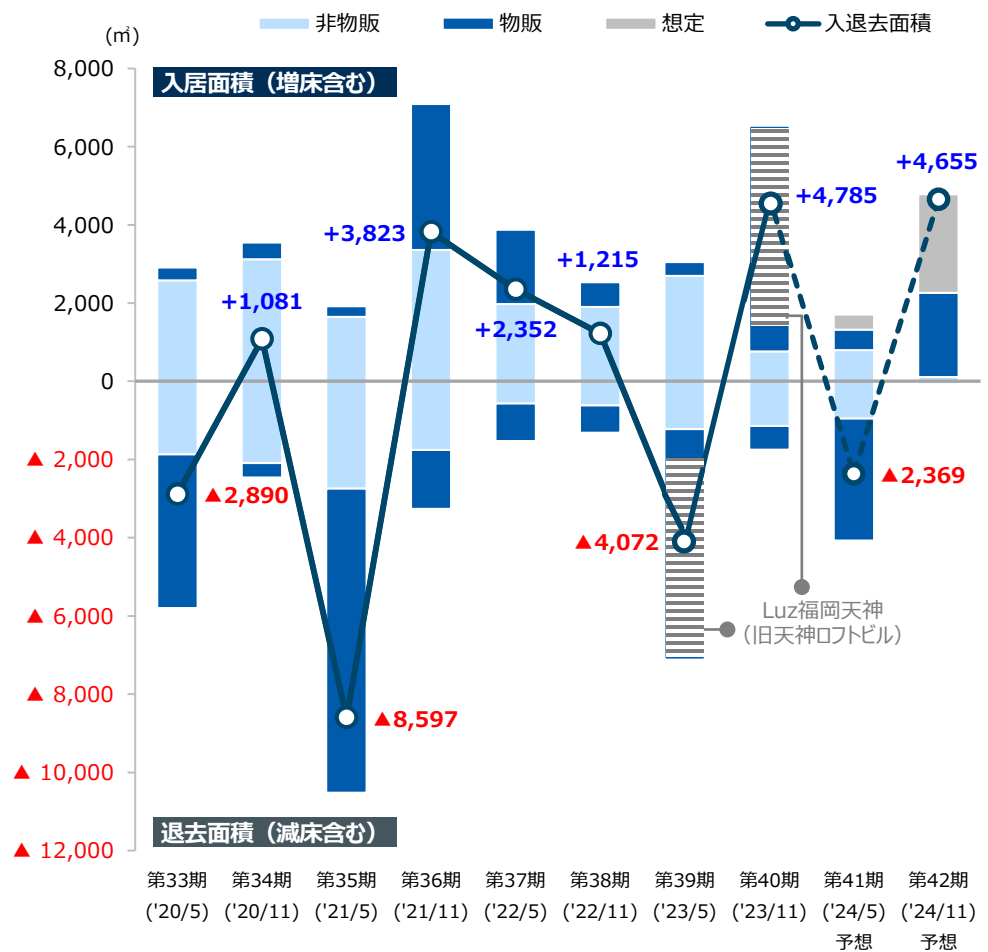 (㎡)
非物販
物販
想定
入退去面積
8,000
6,000
4,000
2,000
0
▲ 2,000
▲ 4,000
▲ 6,000
▲ 8,000
▲ 10,000
▲ 12,000
入居面積（増床含む）
▲2,890
+1,081
▲8,597
+3,823
+2,352
+1,215
▲4,072
+4,785
▲2,369
+4,655
Luz福岡天神
（旧天神ロフトビル）
退去面積（減床含む）
第33期 第34期 第35期 第36期 第37期 第38期 第39期 第40期 第41期 第42期
('20/5) ('20/11) ('21/5) ('21/11) ('22/5) ('22/11) ('23/5) ('23/11) ('24/5) ('24/11)
予想 予想